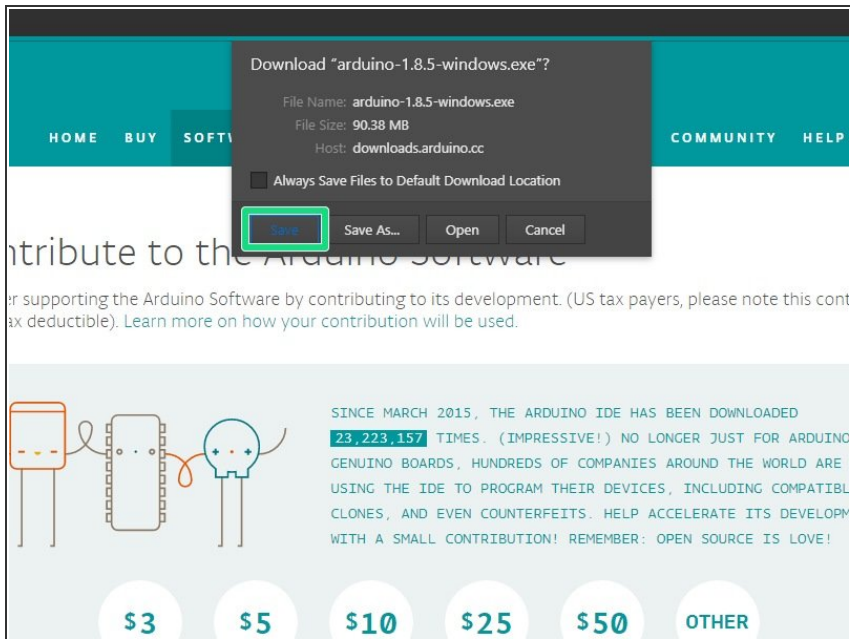 Download "arduino-1.8.5-windows.exe"?
File Name: arduino-1.8.5-windows.exe
File Size: 90.38 MB
Host: downloads.arduino.cc
Always Save Files to Default Download Location
Save Save As... Open Cancel
HOME BUY SOFTW COMMUNITY HELP
ntribute to the Arduino Software
er supporting the Arduino Software by contributing to its development. (US tax payers, please note this cont
ax deductible). Learn more on how your contribution will be used.
SINCE MARCH 2015, THE ARDUINO IDE HAS BEEN DOWNLOADED
23,223,157 TIMES. (IMPRESSIVE!) NO LONGER JUST FOR ARDUINO
GENUINO BOARDS, HUNDREDS OF COMPANIES AROUND THE WORLD ARE
USING THE IDE TO PROGRAM THEIR DEVICES, INCLUDING COMPATIBL
CLONES, AND EVEN COUNTERFEITS. HELP ACCELERATE ITS DEVELOPM
WITH A SMALL CONTRIBUTION! REMEMBER: OPEN SOURCE IS LOVE!
$3 $5 $10 $25 $50 OTHER